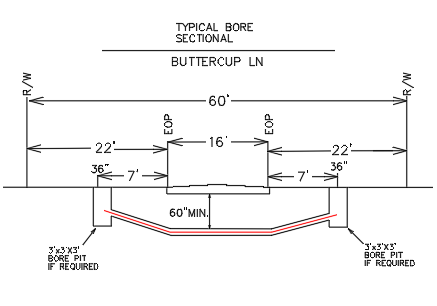 TYPICAL BORE
SECTIONAL
BUTTERCUP LN
R/W
R/W
60'
EOP
EOP
16'
22'
22'
36"
36"
7'
7'
60"MIN.
3'x3'X3'
BORE PIT
IF REQUIRED
3'x3'X3'
BORE PIT
IF REQUIRED